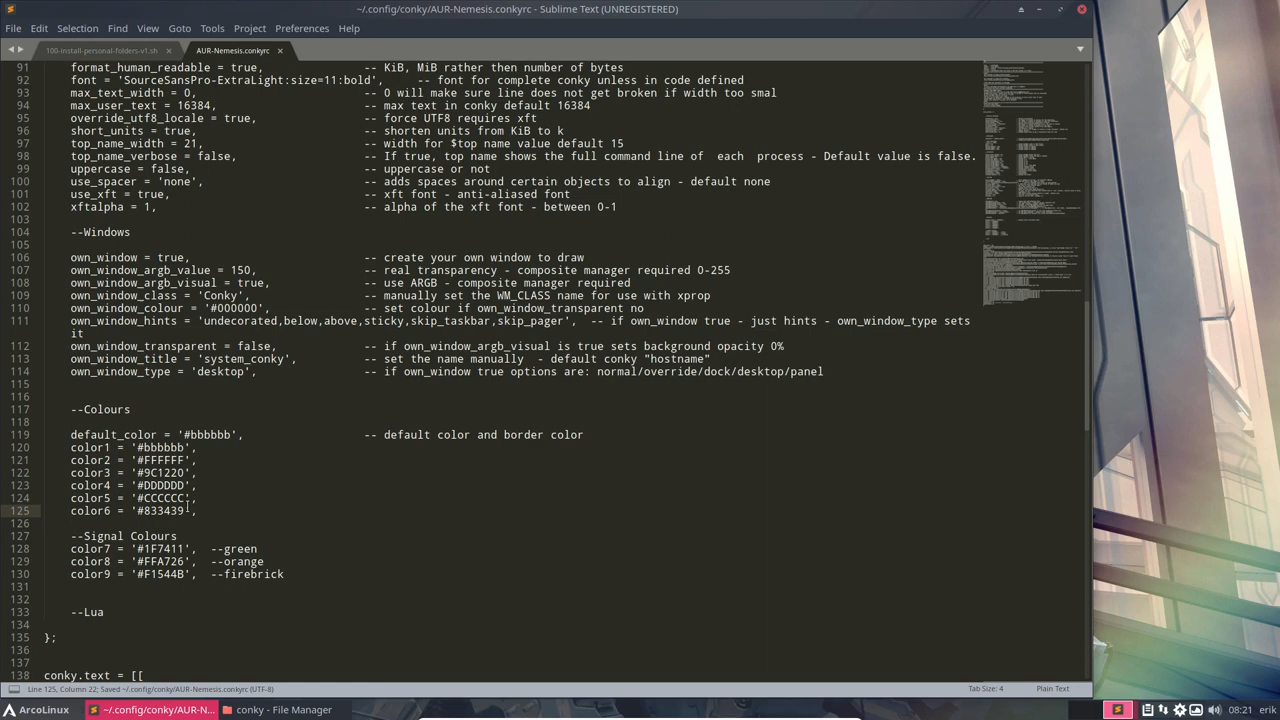 ~/.config/conky/AUR-Nemesis.conkyrc - Sublime Text (UNREGISTERED)
File Edit Selection Find View Goto Tools Project Preferences Help
100-install-personal-folders-v1.sh × AUR-Nemesis.conkyrc ×
91 format_human_readable = true, -- KiB, MiB rather then number of bytes
92 font = 'SourceSansPro-ExtraLight:size=11:bold', -- font for complete conky unless in code defined
93 max_text_width = 0, -- 0 will make sure line does not get broken if width too smal
94 max_user_text = 16384, -- max text in conky default 16384
95 override_utf8_locale = true, -- force UTF8 requires xft
96 short_units = true, -- shorten units from KiB to k
97 top_name_width = 21, -- width for $top name value default 15
98 top_name_verbose = false, -- If true, top name shows the full command line of  each  process - Default value is false.
99 uppercase = false, -- uppercase or not
100 use_spacer = 'none', -- adds spaces around certain objects to align - default none
101 use_xft = true, -- xft font - anti-aliased font
102 xftalpha = 1, -- alpha of the xft font - between 0-1
103
104 --Windows
105
106 own_window = true, -- create your own window to draw
107 own_window_argb_value = 150, -- real transparency - composite manager required 0-255
108 own_window_argb_visual = true, -- use ARGB - composite manager required
109 own_window_class = 'Conky', -- manually set the WM_CLASS name for use with xprop
110 own_window_colour = '#000000', -- set colour if own_window_transparent no
111 own_window_hints = 'undecorated,below,above,sticky,skip_taskbar,skip_pager', -- if own_window true - just hints - own_window_type sets
it
112 own_window_transparent = false, -- if own_window_argb_visual is true sets background opacity 0%
113 own_window_title = 'system_conky', -- set the name manually  - default conky "hostname"
114 own_window_type = 'desktop', -- if own_window true options are: normal/override/dock/desktop/panel
115
116
117 --Colours
118
119 default_color = '#bbbbbb', -- default color and border color
120 color1 = '#bbbbbb',
121 color2 = '#FFFFFF',
122 color3 = '#9C1220',
123 color4 = '#DDDDDD',
124 color5 = '#CCCCCC',
125 color6 = '#833439',
126
127 --Signal Colours
128 color7 = '#1F7411', --green
129 color8 = '#FFA726', --orange
130 color9 = '#F1544B', --firebrick
131
132
133 --Lua
134
135 };
136
137
138 conky.text = [[
Line 125, Column 22; Saved ~/.config/conky/AUR-Nemesis.conkyrc (UTF-8) Tab Size: 4 Plain Text
ArcoLinux ~/.config/conky/AUR-N... conky - File Manager 08:21 erik